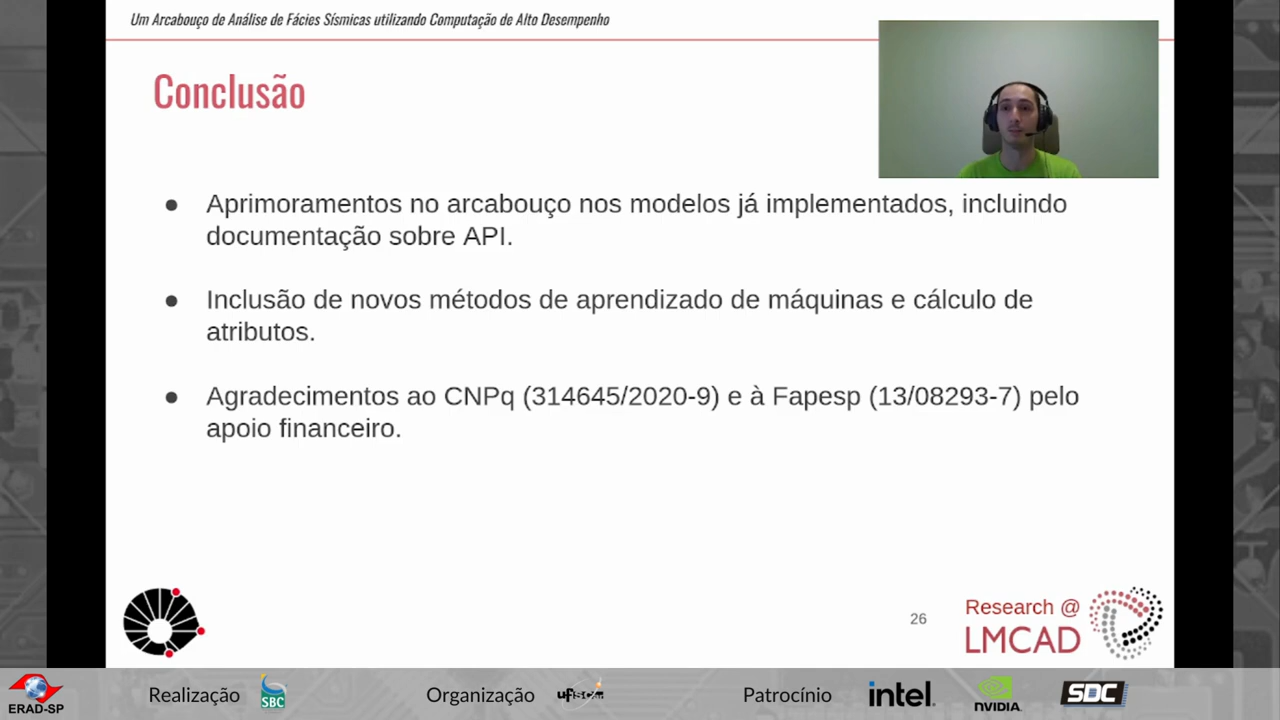 Um Arcabouço de Análise de Fácies Sísmicas utilizando Computação de Alto Desempenho
Conclusão
● Aprimoramentos no arcabouço nos modelos já implementados, incluindo
documentação sobre API.
● Inclusão de novos métodos de aprendizado de máquinas e cálculo de
atributos.
● Agradecimentos ao CNPq (314645/2020-9) e à Fapesp (13/08293-7) pelo
apoio financeiro.
26
Research @
LMCAD
ERAD-SP
Realização
SBC
Organização
ufscar
Patrocínio
intel.
NVIDIA.
SDC